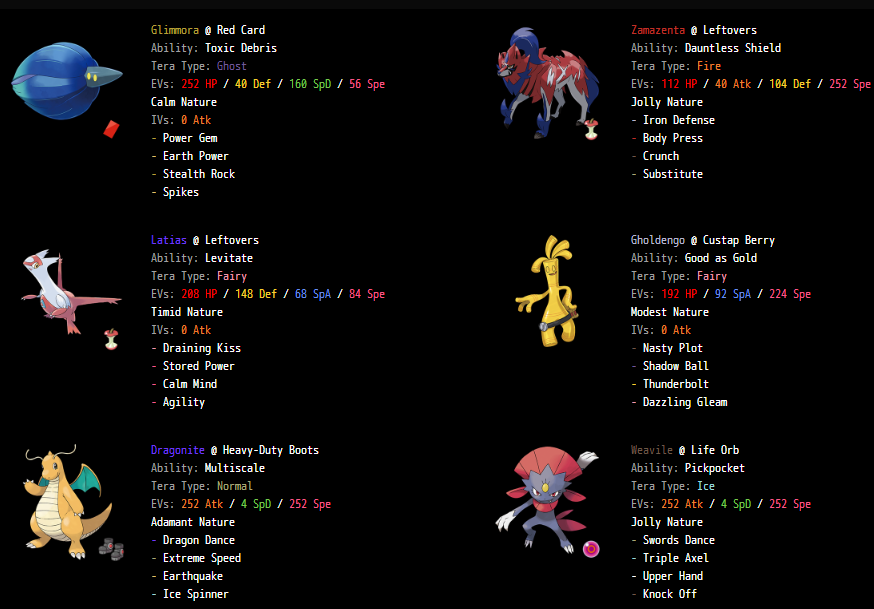 Glimmora @ Red Card
Ability: Toxic Debris
Tera Type: Ghost
EVs: 252 HP / 40 Def / 160 SpD / 56 Spe
Calm Nature
IVs: 0 Atk
- Power Gem
- Earth Power
- Stealth Rock
- Spikes
Zamazenta @ Leftovers
Ability: Dauntless Shield
Tera Type: Fire
EVs: 112 HP / 40 Atk / 104 Def / 252 Spe
Jolly Nature
- Iron Defense
- Body Press
- Crunch
- Substitute
Latias @ Leftovers
Ability: Levitate
Tera Type: Fairy
EVs: 208 HP / 148 Def / 68 SpA / 84 Spe
Timid Nature
IVs: 0 Atk
- Draining Kiss
- Stored Power
- Calm Mind
- Agility
Gholdengo @ Custap Berry
Ability: Good as Gold
Tera Type: Fairy
EVs: 192 HP / 92 SpA / 224 Spe
Modest Nature
IVs: 0 Atk
- Nasty Plot
- Shadow Ball
- Thunderbolt
- Dazzling Gleam
Dragonite @ Heavy-Duty Boots
Ability: Multiscale
Tera Type: Normal
EVs: 252 Atk / 4 SpD / 252 Spe
Adamant Nature
- Dragon Dance
- Extreme Speed
- Earthquake
- Ice Spinner
Weavile @ Life Orb
Ability: Pickpocket
Tera Type: Ice
EVs: 252 Atk / 4 SpD / 252 Spe
Jolly Nature
- Swords Dance
- Triple Axel
- Upper Hand
- Knock Off